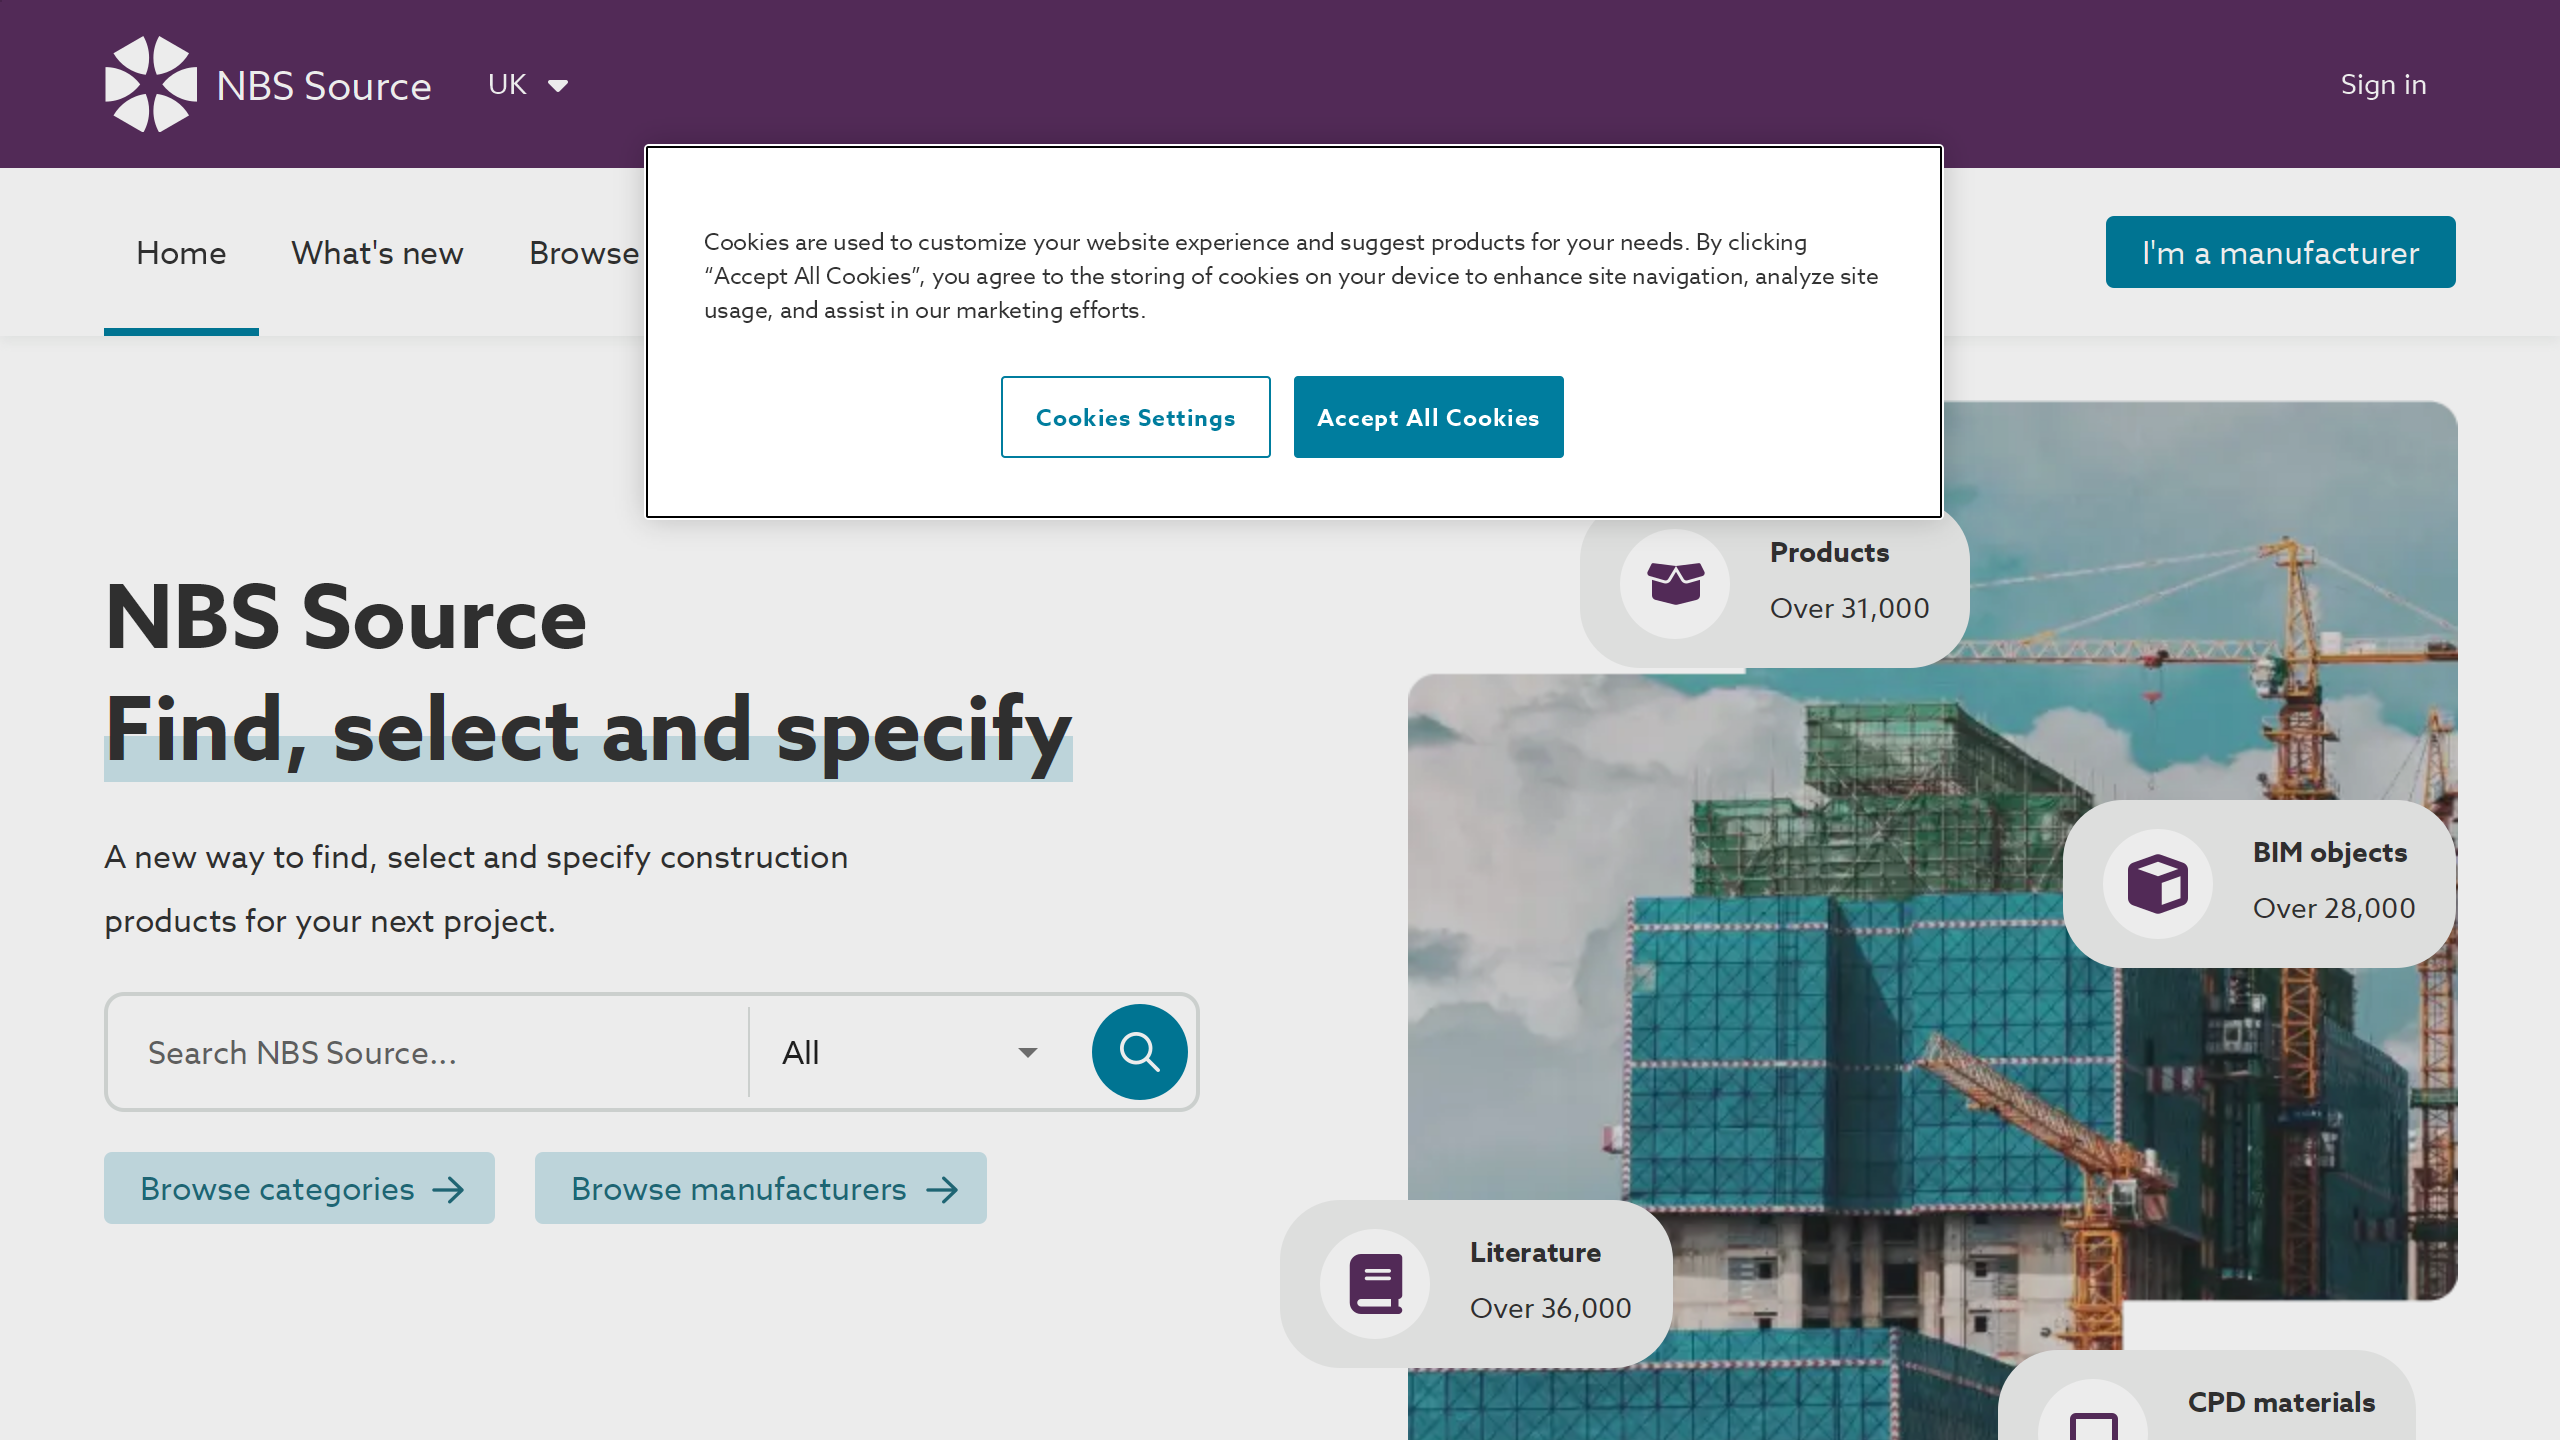 NBS Source
UK
Sign in
Home
What's new
Browse
I'm a manufacturer
Cookies are used to customize your website experience and suggest products for your needs. By clicking
“Accept All Cookies”, you agree to the storing of cookies on your device to enhance site navigation, analyze site
usage, and assist in our marketing efforts.
Cookies Settings
Accept All Cookies
NBS Source
Find, select and specify
A new way to find, select and specify construction
products for your next project.
Search NBS Source...
All
Browse categories
Browse manufacturers
Products
Over 31,000
BIM objects
Over 28,000
Literature
Over 36,000
CPD materials